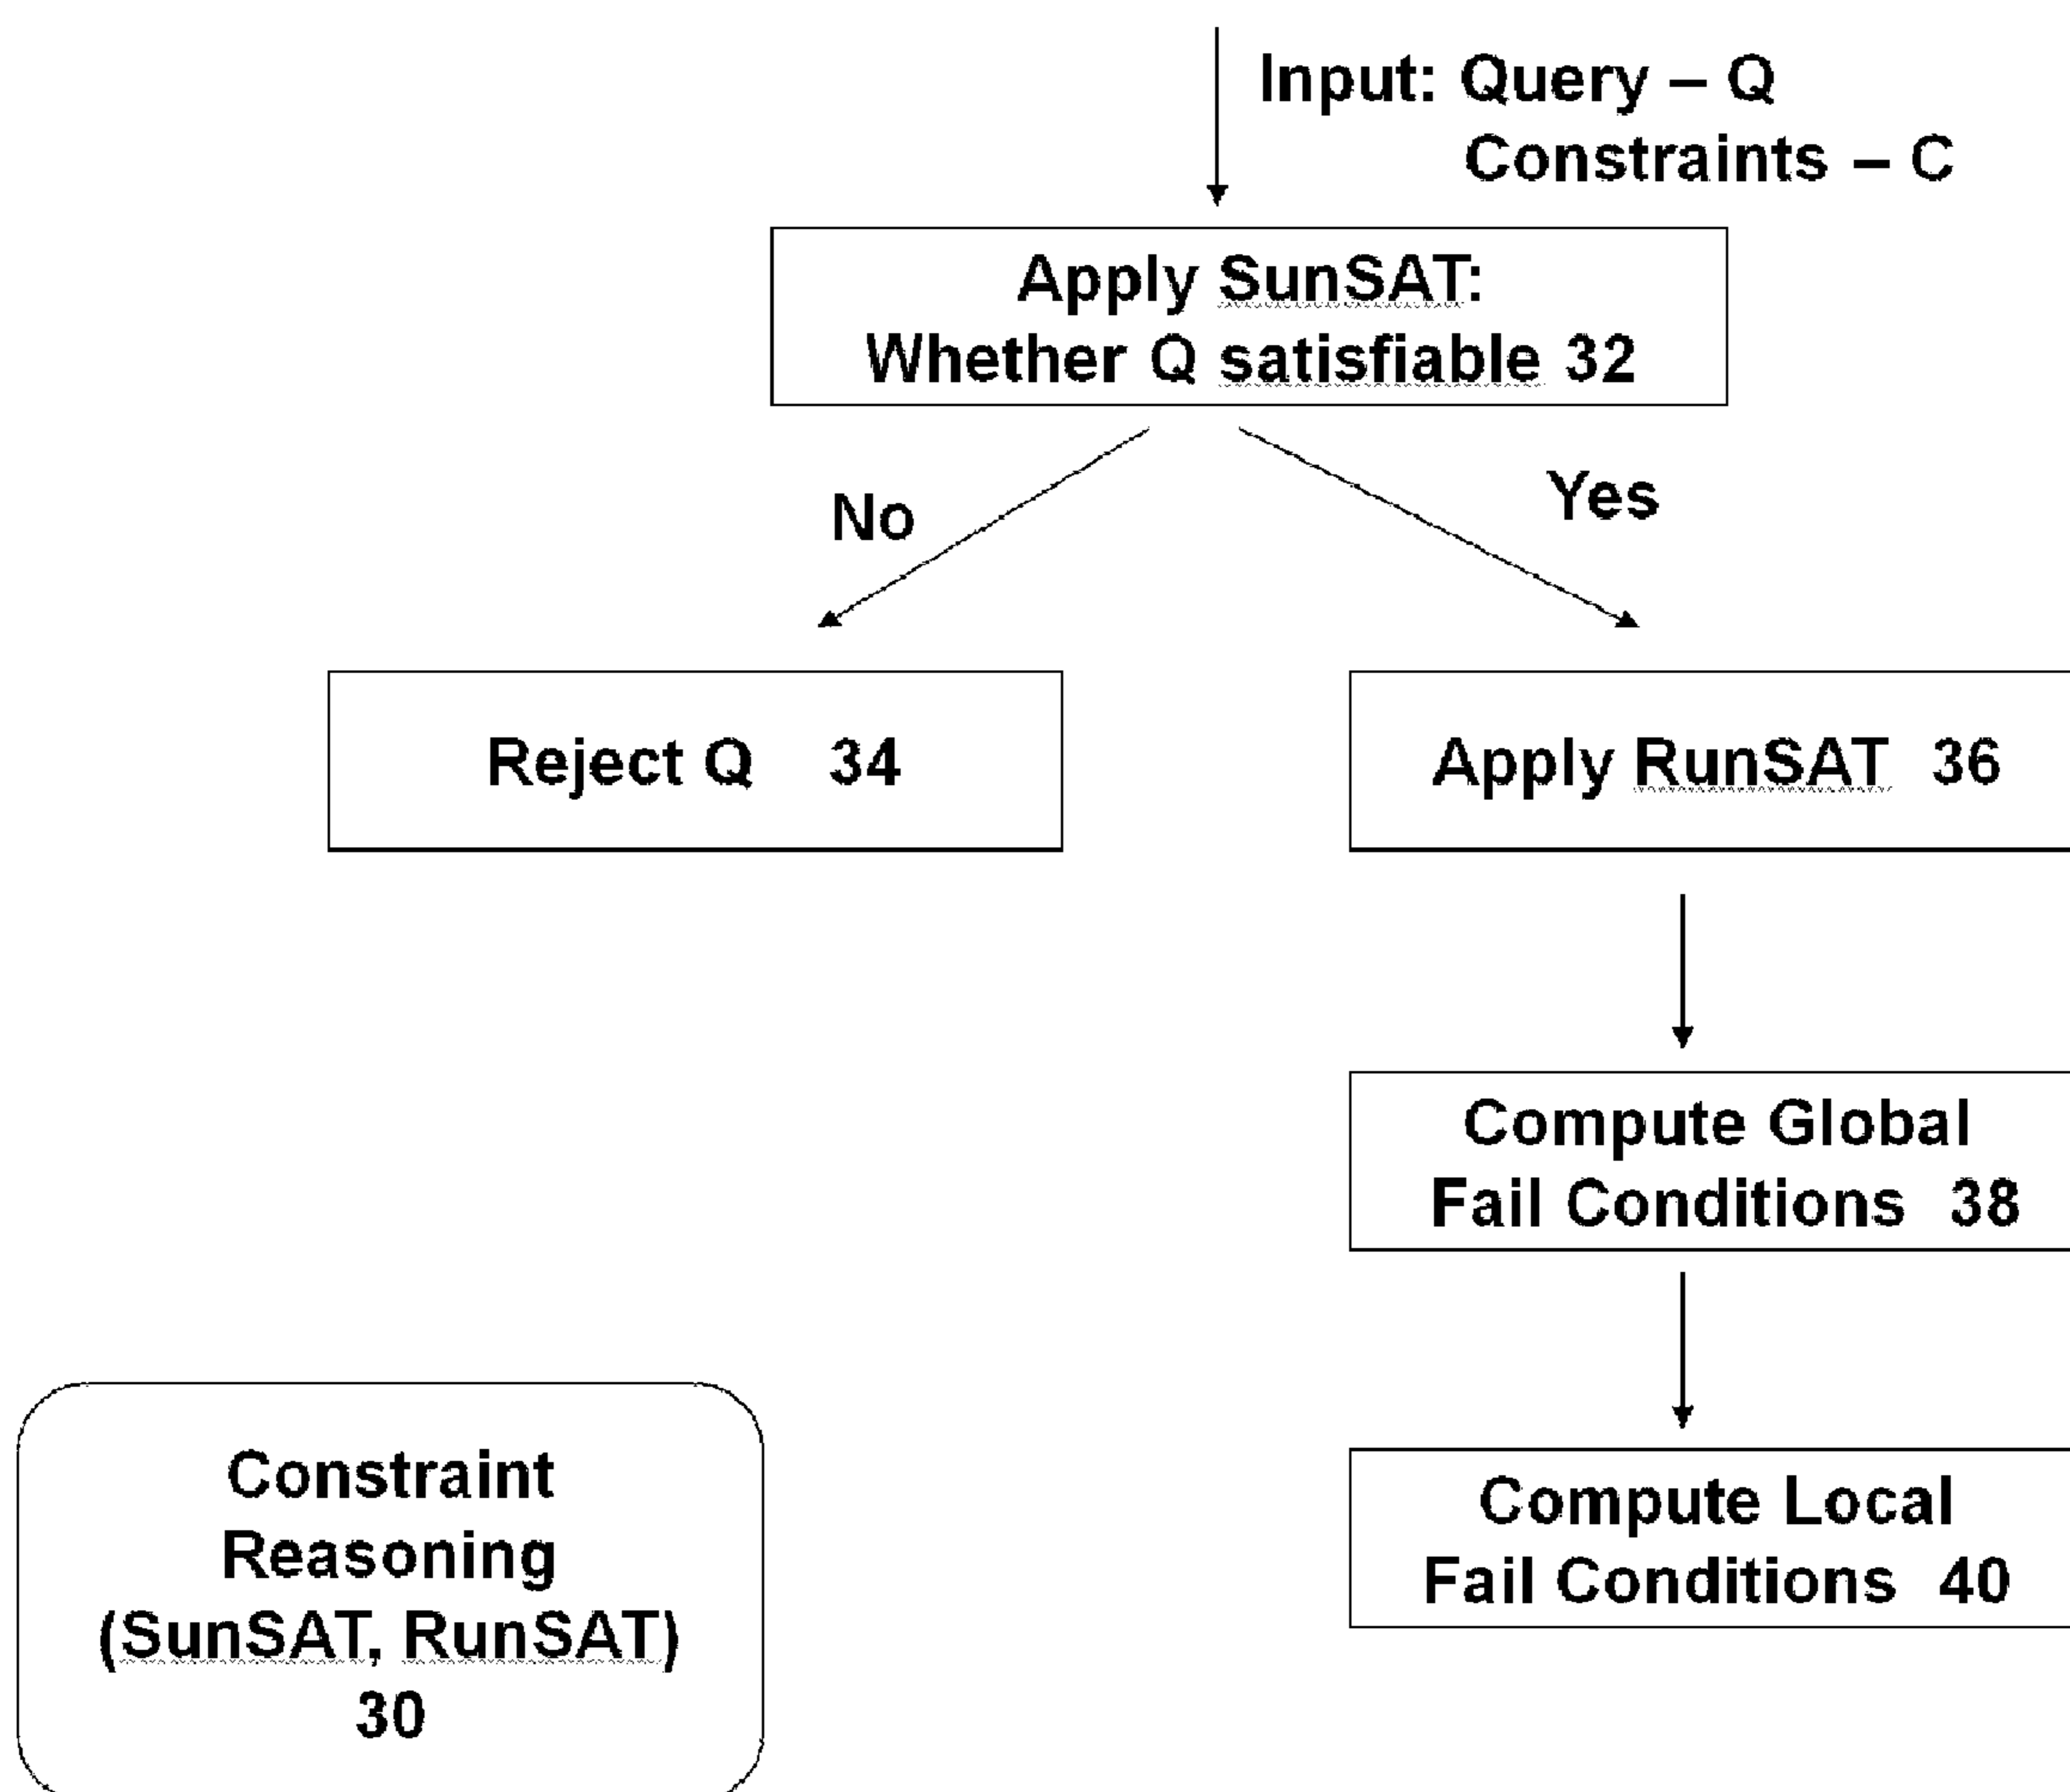 Input: Query – Q
Constraints – C
Apply SunSAT:
Whether Q satisfiable 32
No
Yes
Reject Q 34
Apply RunSAT 36
Compute Global
Fail Conditions 38
Compute Local
Fail Conditions 40
Constraint
Reasoning
(SunSAT, RunSAT)
30